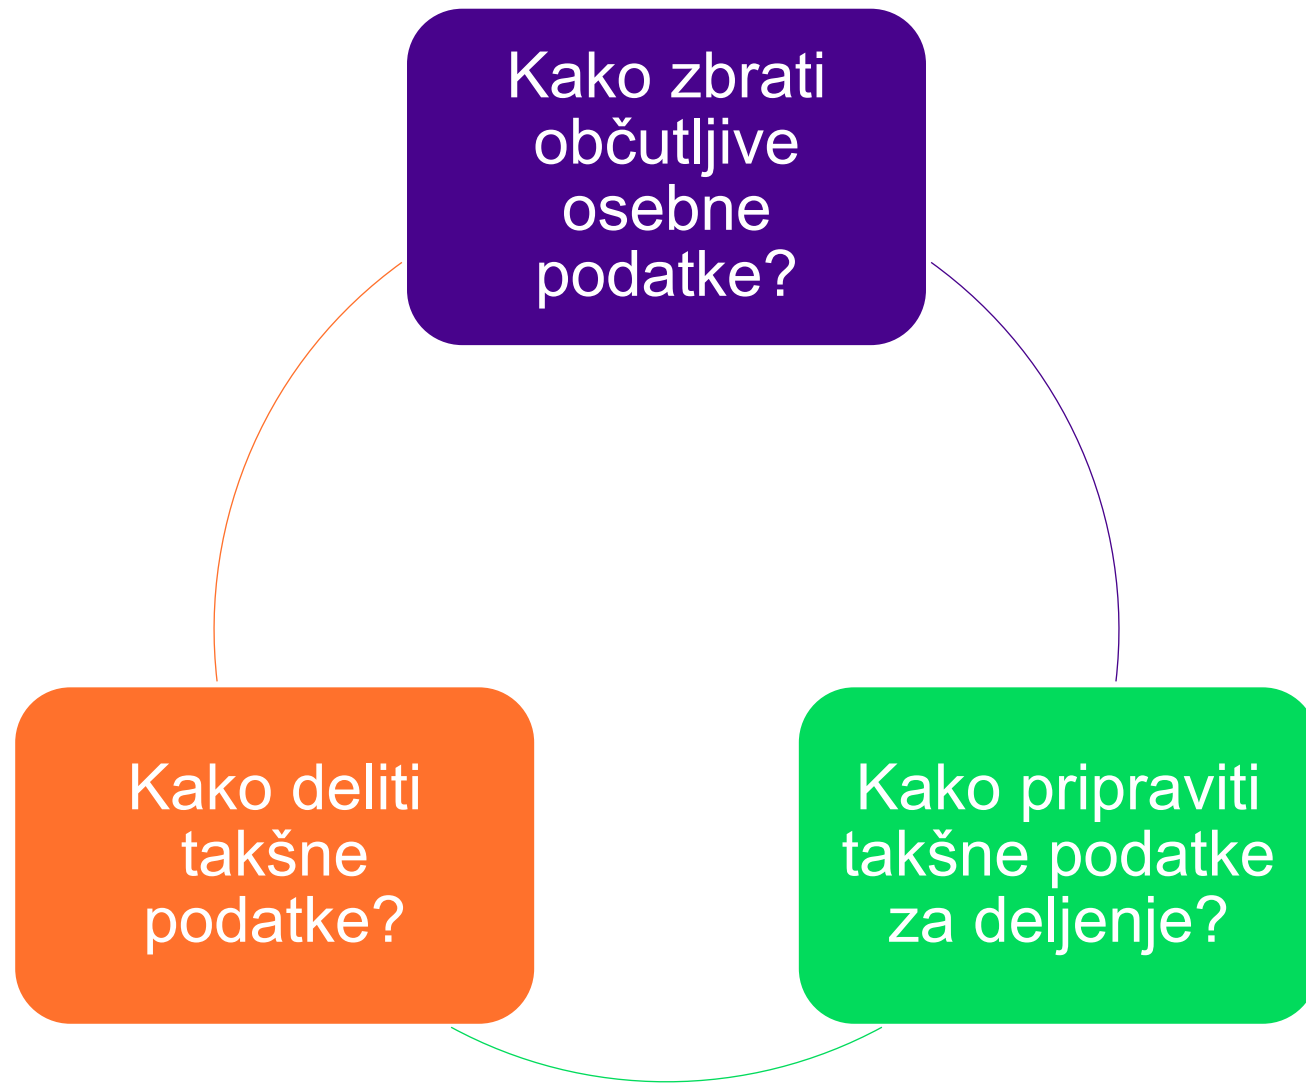 Kako zbrati
občutljive
osebne
podatke?
Kako deliti
takšne
podatke?
Kako pripraviti
takšne podatke
za deljenje?